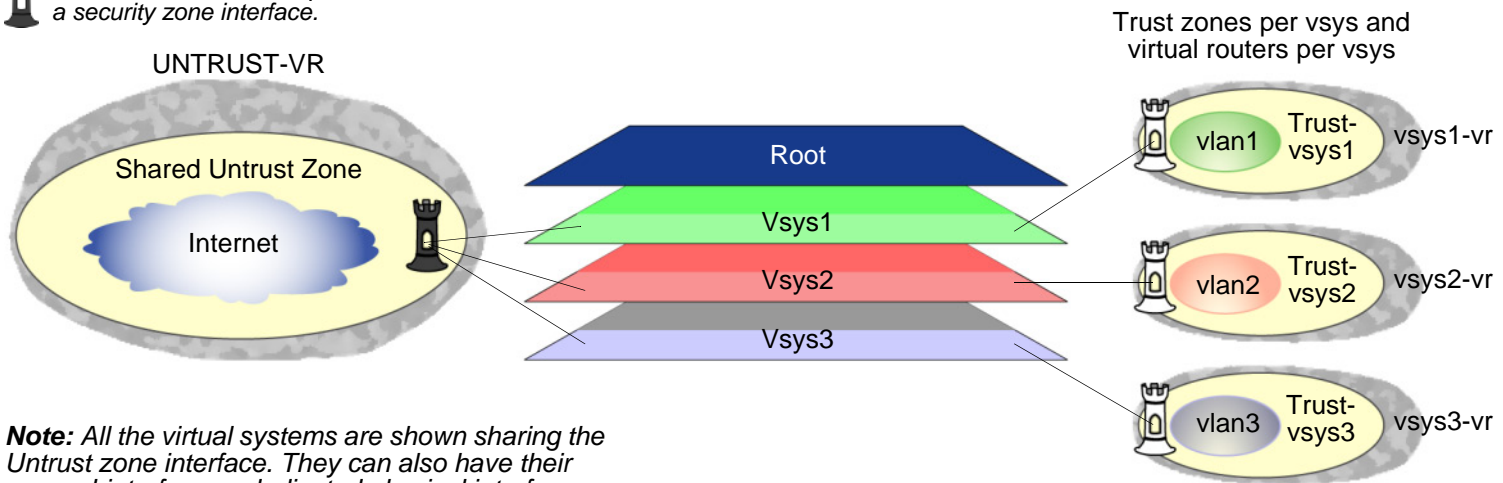 a security zone interface.
Trust zones per vsys and
virtual routers per vsys
UNTRUST-VR
Shared Untrust Zone
Internet
Root
Vsys1
Vsys2
Vsys3
vlan1
Trust-
vsys1
vsys1-vr
vlan2
Trust-
vsys2
vsys2-vr
vlan3
Trust-
vsys3
vsys3-vr
Note: All the virtual systems are shown sharing the
Untrust zone interface. They can also have their